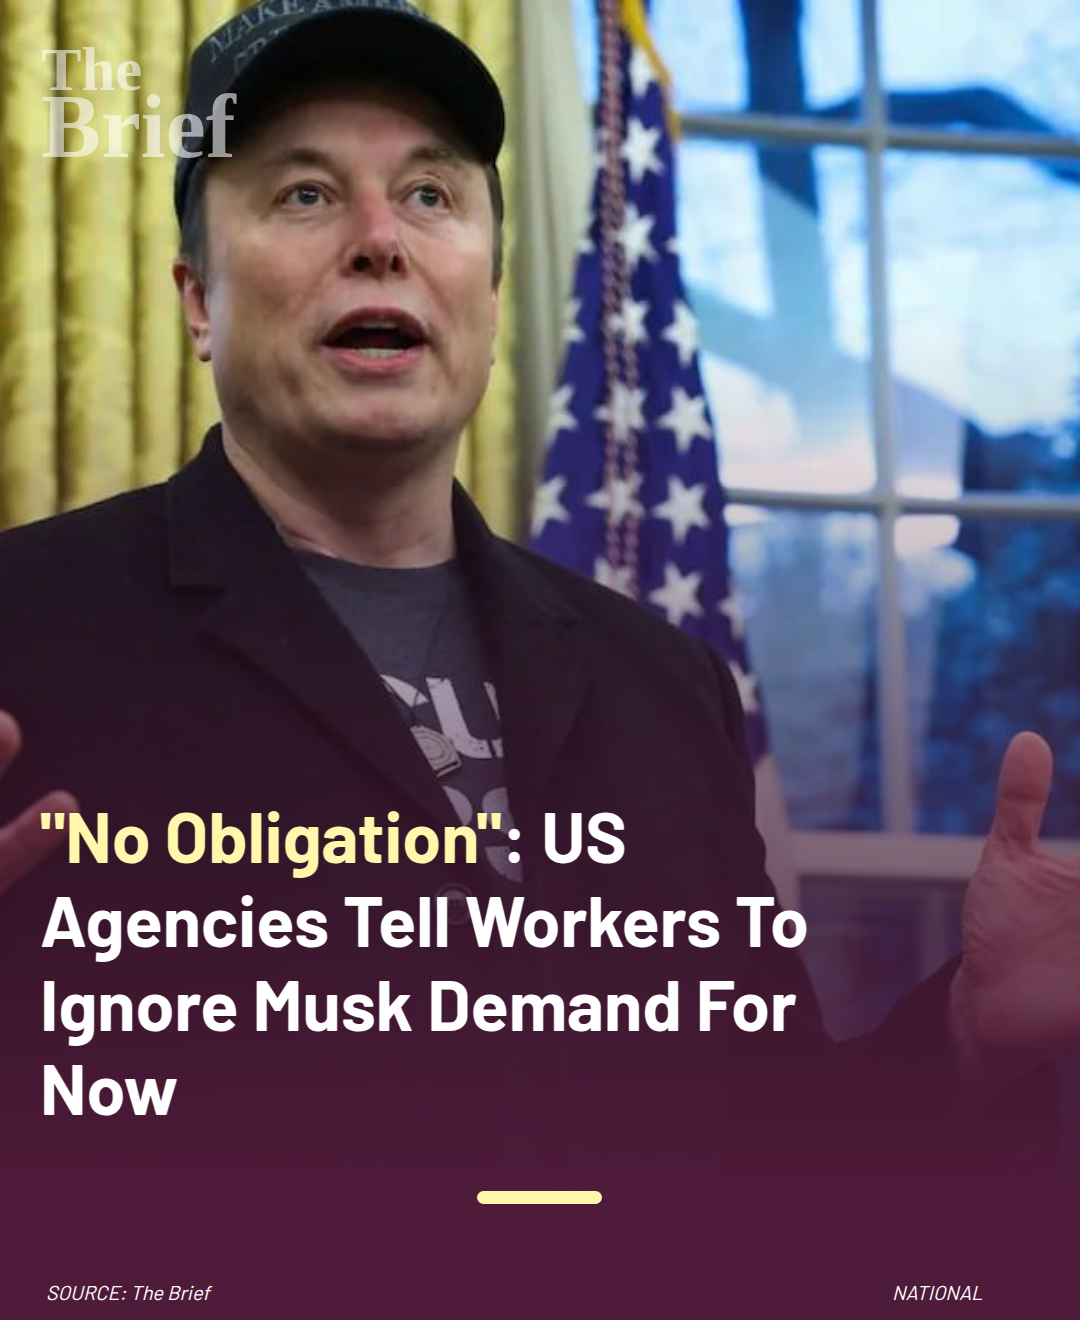 MAKE AMERICA
The
Brief
"No Obligation": US
Agencies Tell Workers To
Ignore Musk Demand For
Now
SOURCE: The Brief
NATIONAL